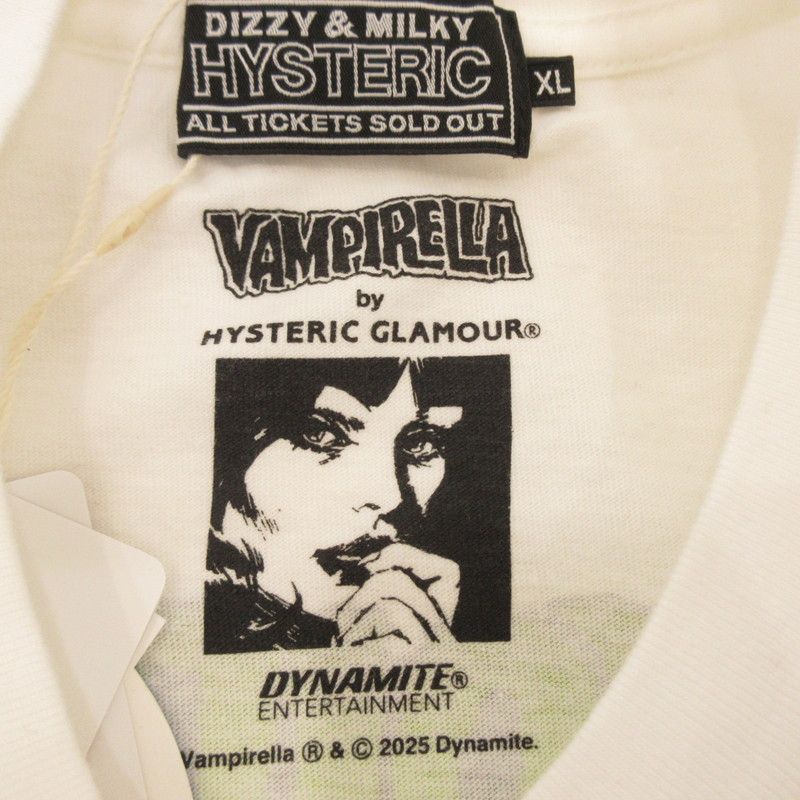 DIZZY & MILKY
HYSTERIC
ALL TICKETS SOLD OUT
XL
VAMPIRELLA
by
HYSTERIC GLAMOUR®
DYNAMITE®
ENTERTAINMENT
Vampirella ® & © 2025 Dynamite.